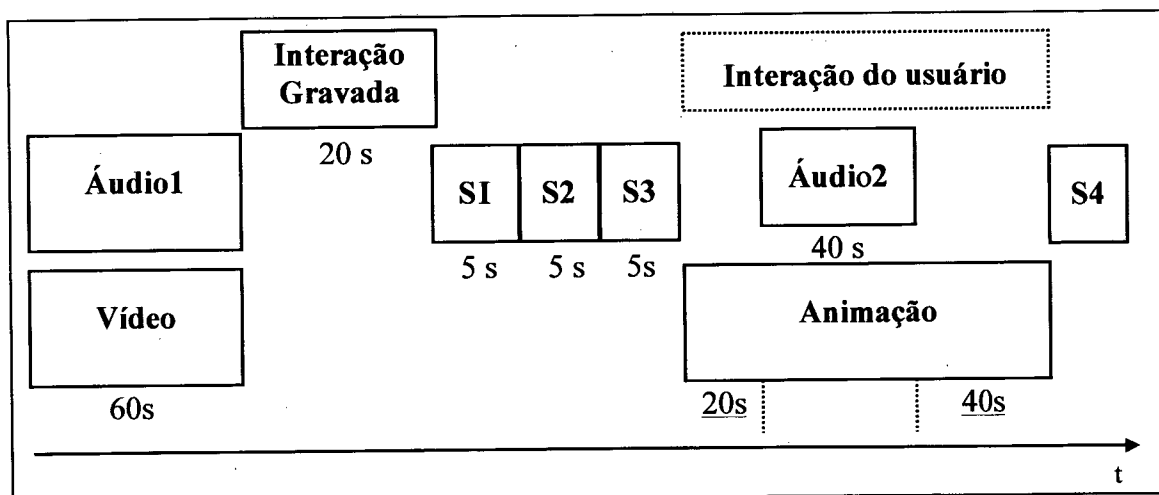 Interação
Gravada
Interação do usuário
20 s
Áudio1
S1
S2
S3
Áudio2
S4
5 s
5 s
5s
40 s
Vídeo
Animação
60s
20s
40s
t